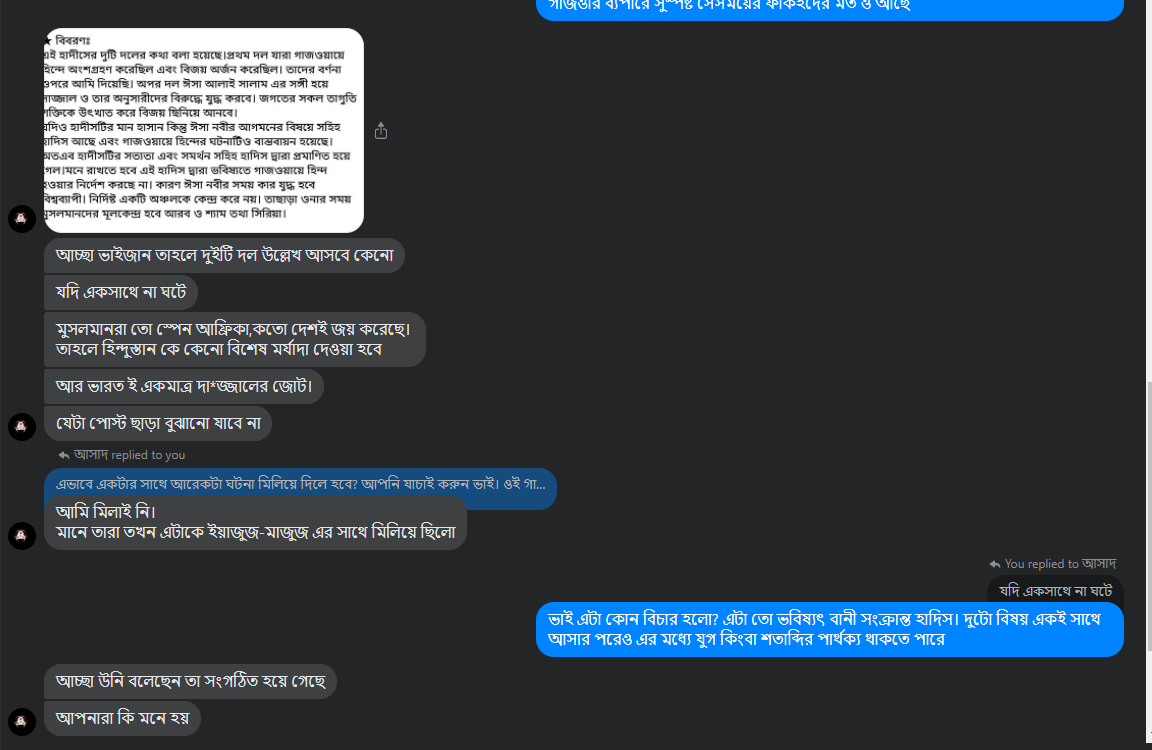 গাজওার ব্যপারে সুস্পষ্ট সেসময়ের ফকিহদের মত ও আছে
★ বিবরণঃ
এই হাদীসের দুটি দলের কথা বলা হয়েছে।প্রথম দল যারা গাজওয়ায়ে
হিন্দে অংশগ্রহণ করেছিল এবং বিজয় অর্জন করেছিল। তাদের বর্ণনা
ওপরে আমি দিয়েছি। অপর দল ঈসা আলাই সালাম এর সঙ্গী হয়ে
দাজ্জাল ও তার অনুসারীদের বিরুদ্ধে যুদ্ধ করবে। জগতের সকল তাগুতি
শক্তিকে উৎখাত করে বিজয় ছিনিয়ে আনবে।
যদিও হাদীসটির মান হাসান কিন্তু ঈসা নবীর আগমনের বিষয়ে সহিহ
হাদিস আছে এবং গাজওয়ায়ে হিন্দের ঘটনাটিও বাস্তবায়ন হয়েছে।
অতএব হাদীসটির সত্যতা এবং সমর্থন সহিহ হাদিস দ্বারা প্রমাণিত হয়ে
গেল।মনে রাখতে হবে এই হাদিস দ্বারা ভবিষ্যতে গাজওয়ায়ে হিন্দ
হওয়ার নির্দেশ করছে না। কারণ ঈসা নবীর সময় কার যুদ্ধ হবে
বিশ্বব্যাপী। নির্দিষ্ট একটি অঞ্চলকে কেন্দ্র করে নয়। তাছাড়া ওনার সময়
মুসলমানদের মূলকেন্দ্র হবে আরব ও শ্যাম তথা সিরিয়া।
আচ্ছা ভাইজান তাহলে দুইটি দল উল্লেখ আসবে কেনো
যদি একসাথে না ঘটে
মুসলমানরা তো স্পেন আফ্রিকা,কতো দেশই জয় করেছে।
তাহলে হিন্দুস্তান কে কেনো বিশেষ মর্যাদা দেওয়া হবে
আর ভারত ই একমাত্র দা*জ্জালের জোট।
যেটা পোস্ট ছাড়া বুঝানো যাবে না
আসাদ replied to you
এভাবে একটার সাথে আরেকটা ঘটনা মিলিয়ে দিলে হবে? আপনি যাচাই করুন ভাই। ওই গা...
আমি মিলাই নি।
মানে তারা তখন এটাকে ইয়াজুজ-মাজুজ এর সাথে মিলিয়ে ছিলো
You replied to আসাদ
যদি একসাথে না ঘটে
ভাই এটা কোন বিচার হলো? এটা তো ভবিষ্যৎ বানী সংক্রান্ত হাদিস। দুটো বিষয় একই সাথে
আসার পরেও এর মধ্যে যুগ কিংবা শতাব্দির পার্থক্য থাকতে পারে
আচ্ছা উনি বলেছেন তা সংগঠিত হয়ে গেছে
আপনারা কি মনে হয়